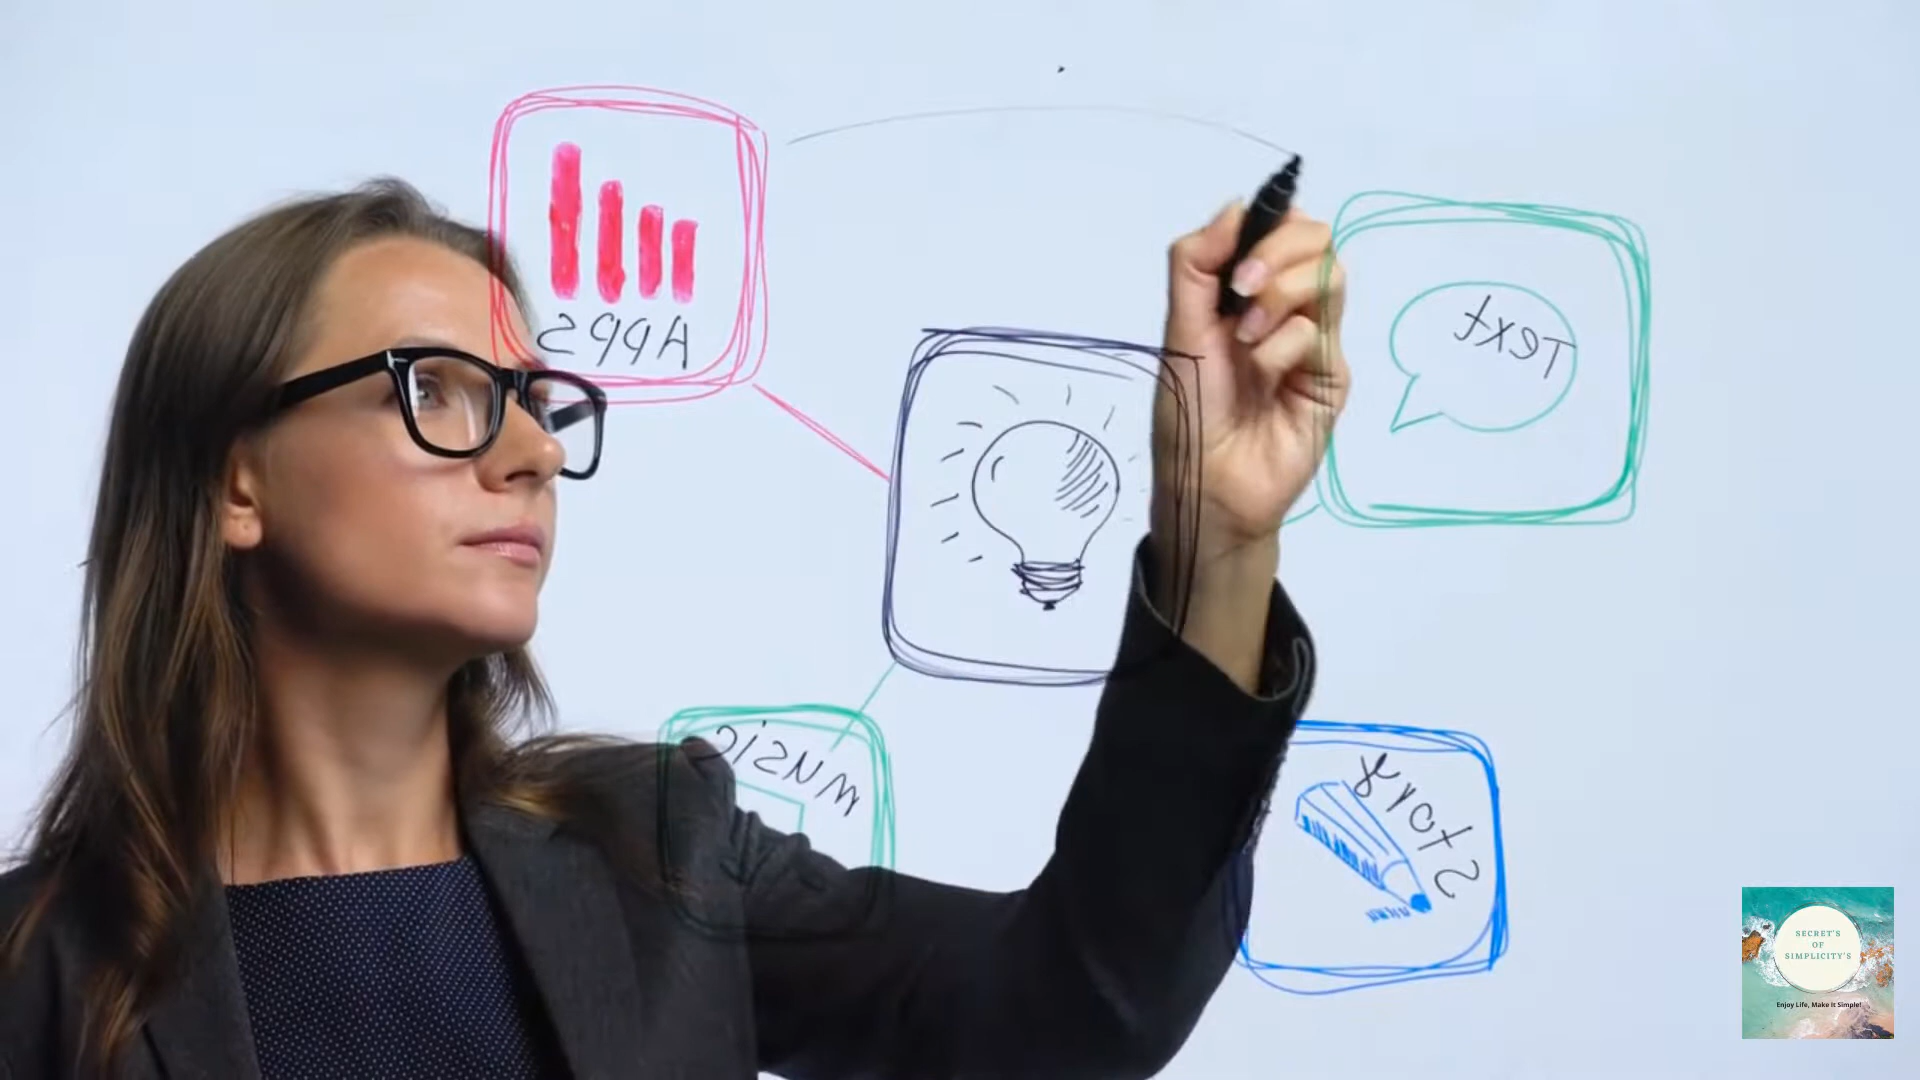 Apps
Text
Music
Story
SECRET'S
OF
SIMPLICITY'S
Enjoy Life, Make It Simple!